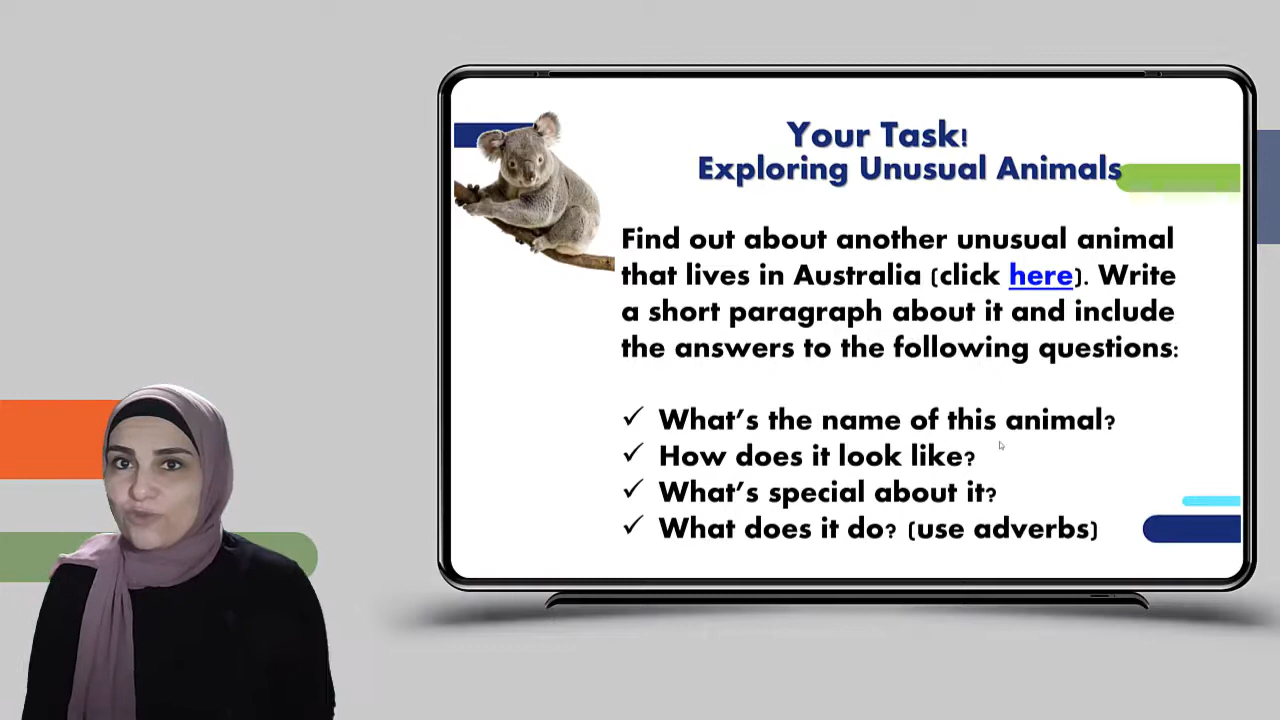 Your Task!
Exploring Unusual Animals
Find out about another unusual animal
that lives in Australia (click here). Write
a short paragraph about it and include
the answers to the following questions:
✓ What's the name of this animal?
✓ How does it look like?
✓ What's special about it?
✓ What does it do? (use adverbs)